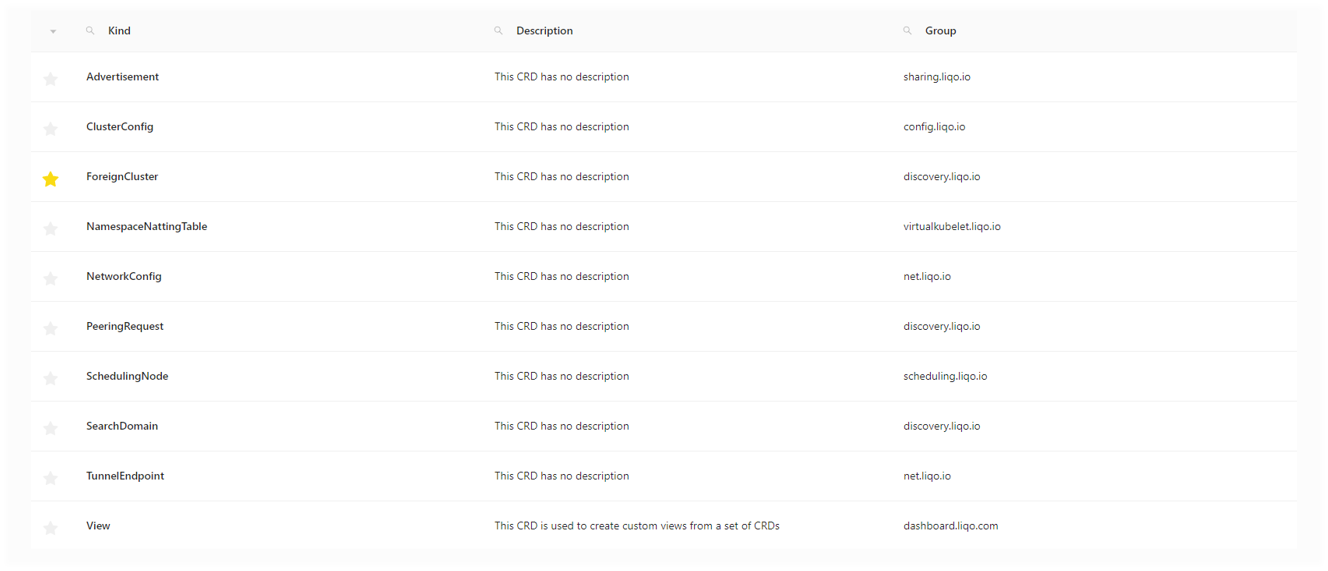 Kind Description Group
Advertisement This CRD has no description sharing.liqo.io
ClusterConfig This CRD has no description config.liqo.io
ForeignCluster This CRD has no description discovery.liqo.io
NamespaceNattingTable This CRD has no description virtualkubelet.liqo.io
NetworkConfig This CRD has no description net.liqo.io
PeeringRequest This CRD has no description discovery.liqo.io
SchedulingNode This CRD has no description scheduling.liqo.io
SearchDomain This CRD has no description discovery.liqo.io
TunnelEndpoint This CRD has no description net.liqo.io
View This CRD is used to create custom views from a set of CRDs dashboard.liqo.com